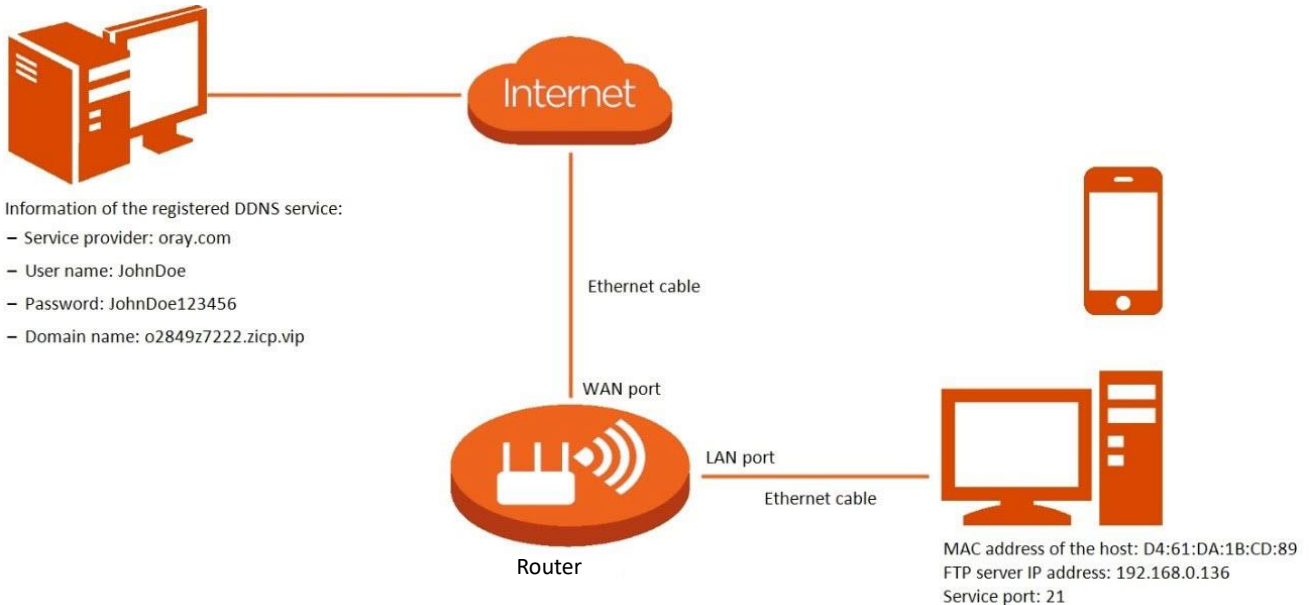 Internet
Information of the registered DDNS service:
– Service provider: oray.com
– User name: JohnDoe
– Password: JohnDoe123456
– Domain name: o2849z7222.zicp.vip
Ethernet cable
WAN port
LAN port
Ethernet cable
Router
MAC address of the host: D4:61:DA:1B:CD:89
FTP server IP address: 192.168.0.136
Service port: 21